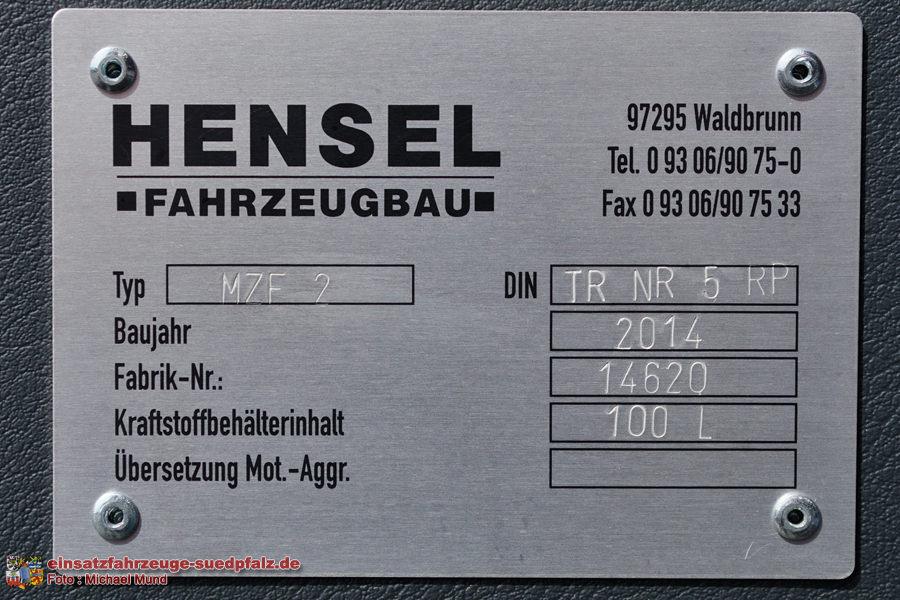 HENSEL
FAHRZEUGBAU
97295 Waldbrunn
Tel. 0 93 06/90 75-0
Fax 0 93 06/90 75 33
Typ MZF 2 DIN TR NR 5 RP
Baujahr 2014
Fabrik-Nr.: 14620
Kraftstoffbehälterinhalt 100 L
Übersetzung Mot.-Aggr.
einsatzfahrzeuge-suedpfalz.de
Foto : Michael Mund